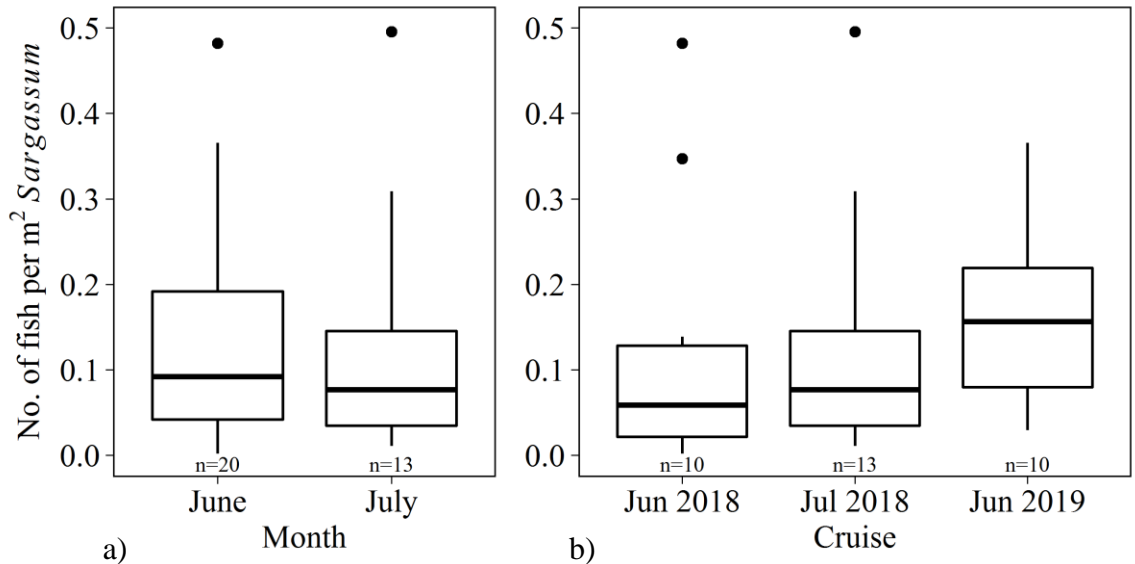 No. of fish per m² Sargassum
0.5
0.4
0.3
0.2
0.1
0.0
n=20 n=13
June July
Month
a)
0.5
0.4
0.3
0.2
0.1
0.0
n=10 n=13 n=10
Jun 2018 Jul 2018 Jun 2019
Cruise
b)